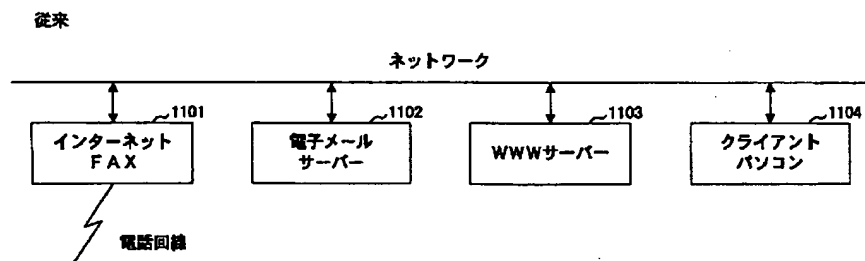 従来
ネットワーク
1101
インターネット
FAX
1102
電子メール
サーバー
1103
WWWサーバー
1104
クライアント
パソコン
電話回線